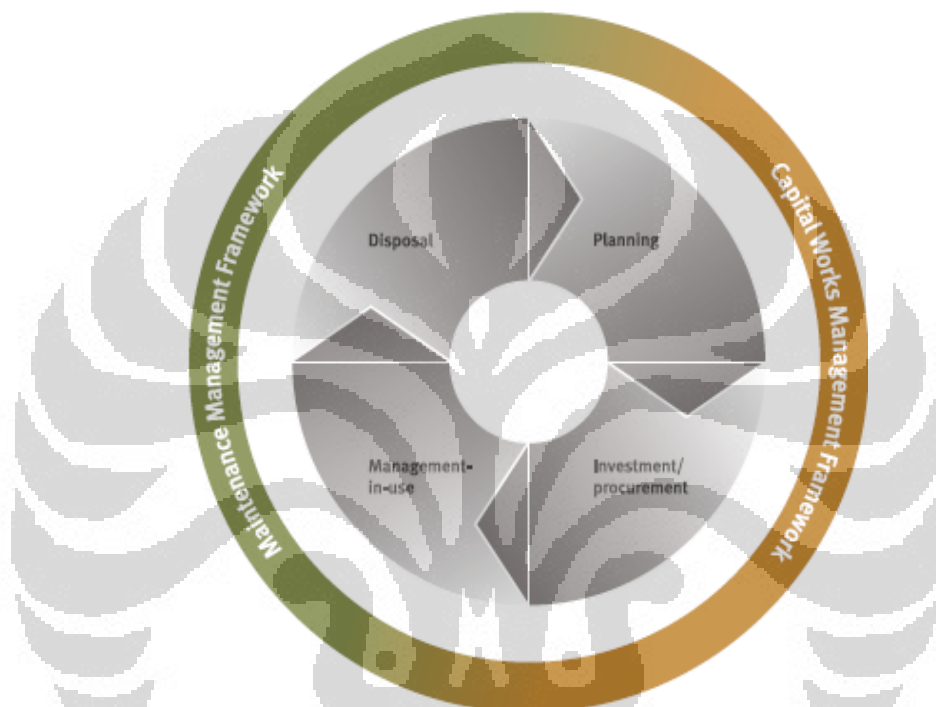 Maintenance Management Framework
Capital Works Management Framework
Disposal
Planning
Management-
in-use
Investment/
procurement